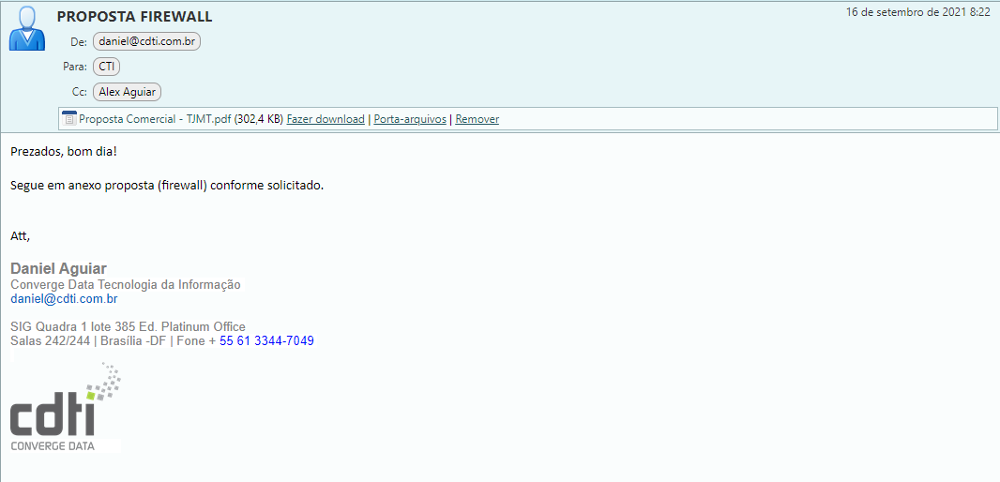 PROPOSTA FIREWALL
16 de setembro de 2021 8:22
De: daniel@cdti.com.br
Para: CTI
Cc: Alex Aguiar
Proposta Comercial - TJMT.pdf (302,4 KB) Fazer download | Porta-arquivos | Remover
Prezados, bom dia!
Segue em anexo proposta (firewall) conforme solicitado.
Att,
Daniel Aguiar
Converge Data Tecnologia da Informação
daniel@cdti.com.br
SIG Quadra 1 lote 385 Ed. Platinum Office
Salas 242/244 | Brasília -DF | Fone + 55 61 3344-7049
cdti
CONVERGE DATA